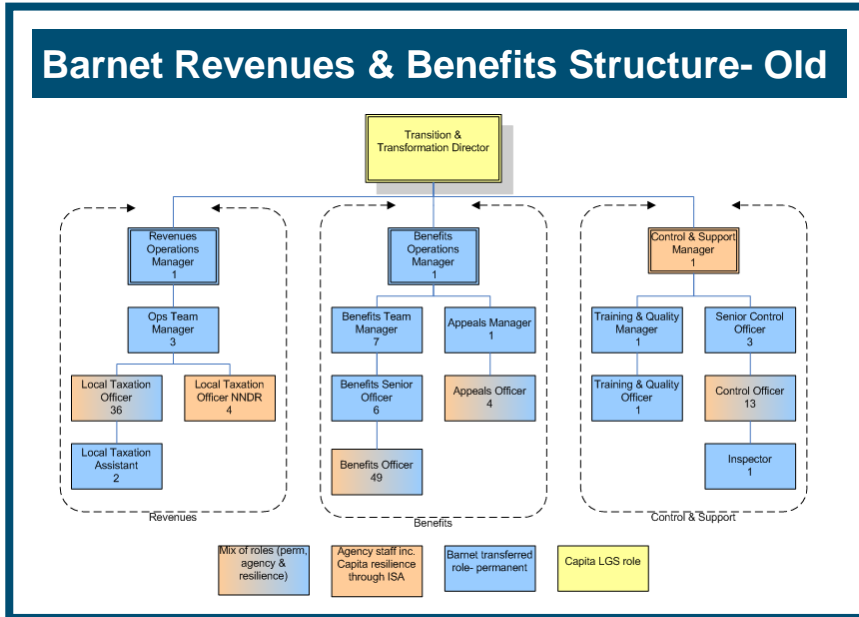 Barnet Revenues & Benefits Structure- Old
Transition &
Transformation Director
Revenues
Operations
Manager
1
Benefits
Operations
Manager
1
Control & Support
Manager
1
Ops Team
Manager
3
Benefits Team
Manager
7
Appeals Manager
1
Training & Quality
Manager
1
Senior Control
Officer
3
Local Taxation
Officer
36
Local Taxation
Officer NNDR
4
Benefits Senior
Officer
6
Appeals Officer
4
Training & Quality
Officer
1
Control Officer
13
Local Taxation
Assistant
2
Benefits Officer
49
Inspector
1
Revenues
Benefits
Control & Support
Mix of roles (perm,
agency &
resilience)
Agency staff inc.
Capita resilience
through ISA
Barnet transferred
role- permanent
Capita LGS role